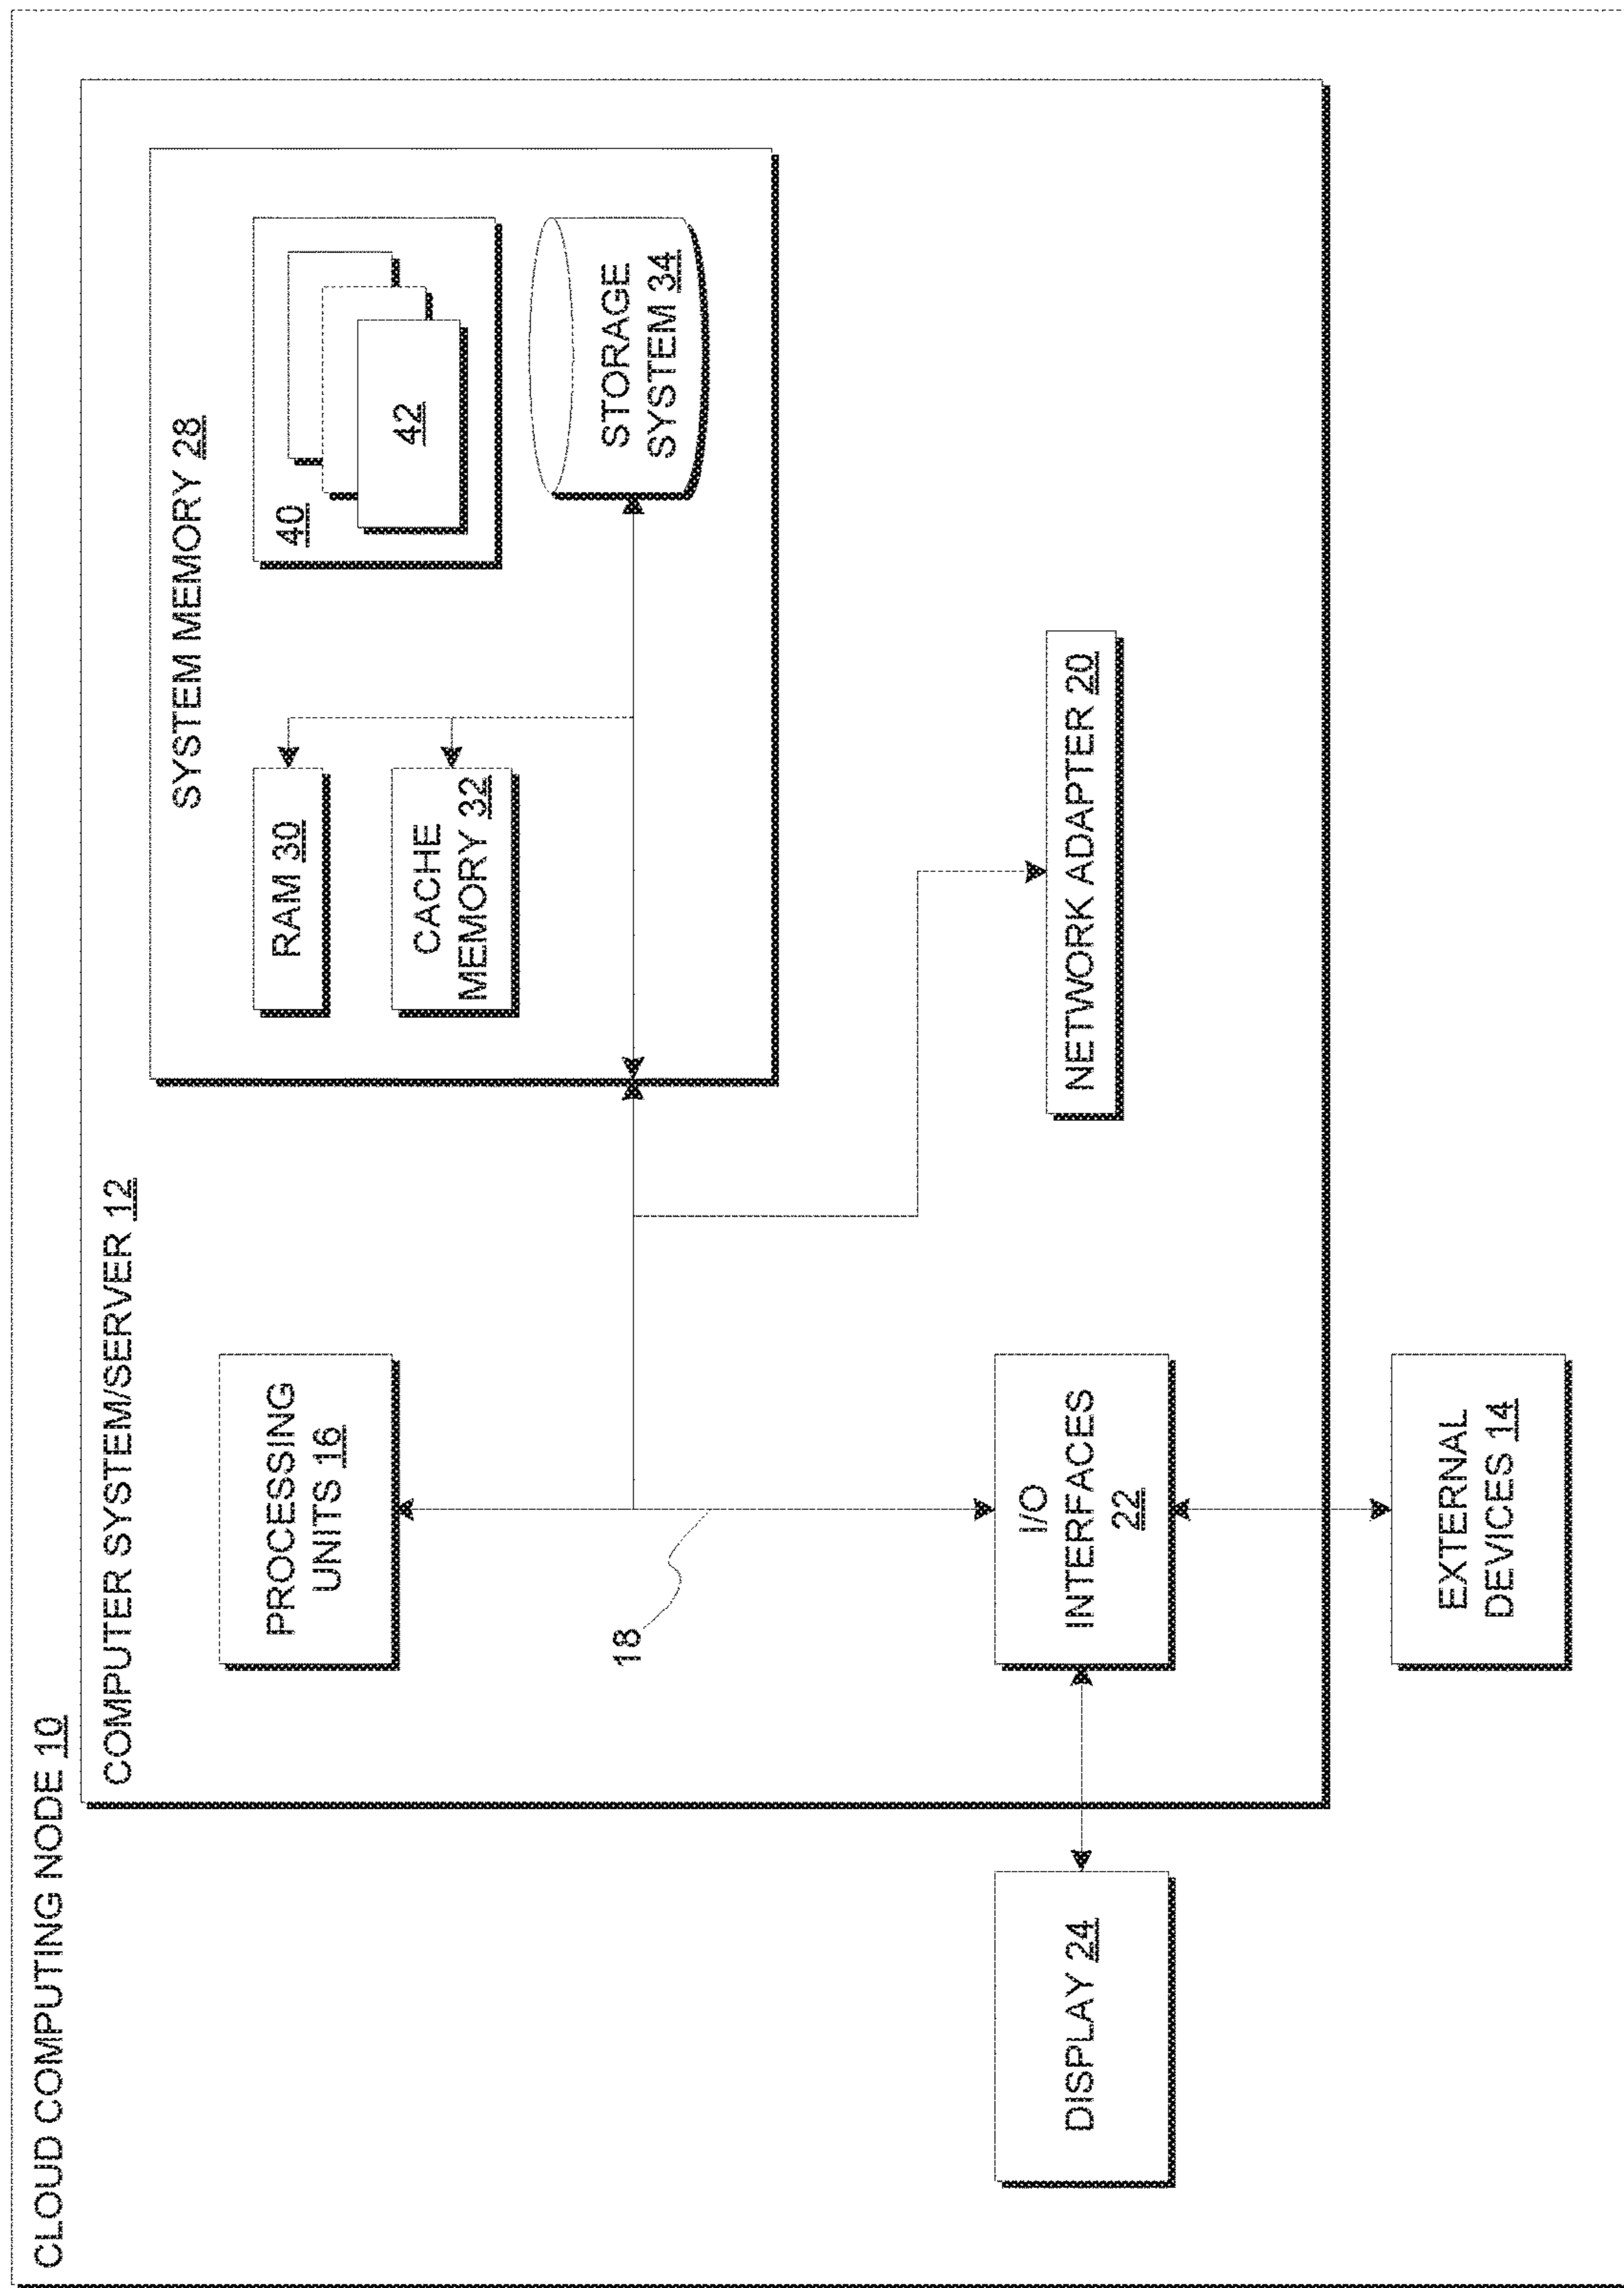 CLOUD COMPUTING NODE 10
COMPUTER SYSTEM/SERVER 12
SYSTEM MEMORY 28
PROCESSING
UNITS 16
RAM 30
CACHE
MEMORY 32
40
42
STORAGE
SYSTEM 34
18
DISPLAY 24
I/O
INTERFACES
22
NETWORK ADAPTER 20
EXTERNAL
DEVICES 14